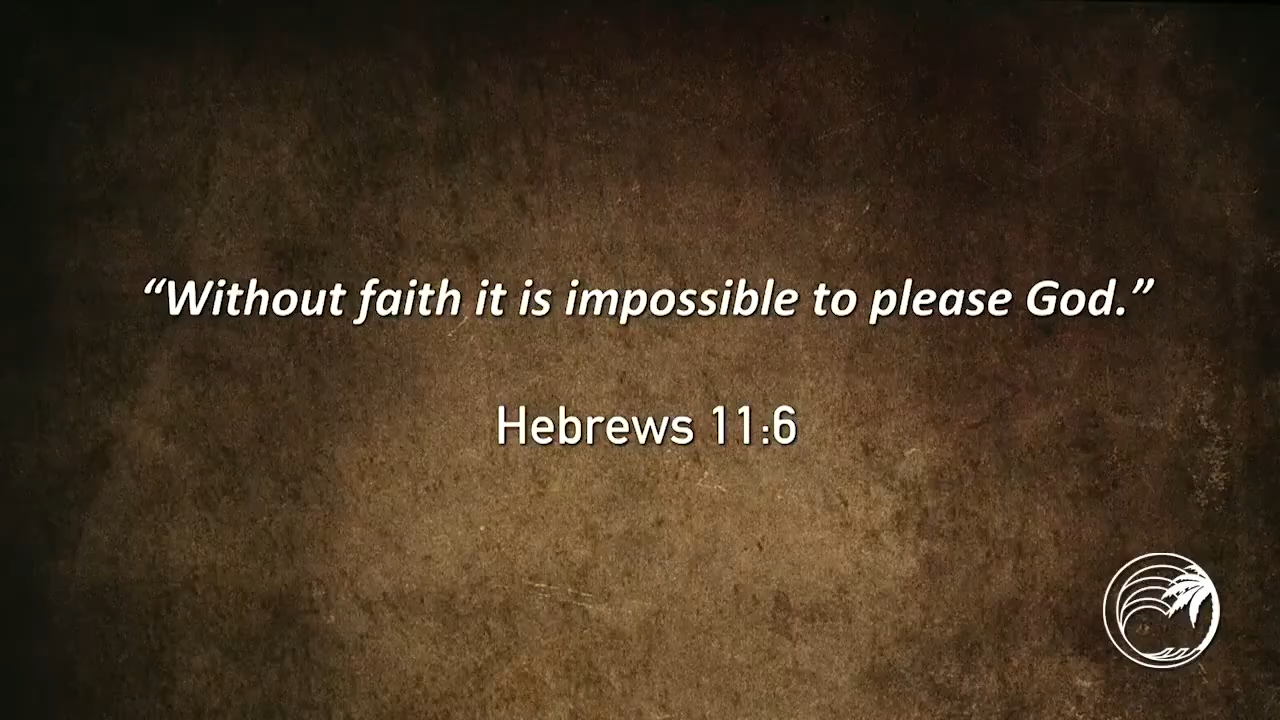 “Without faith it is impossible to please God.”
Hebrews 11:6